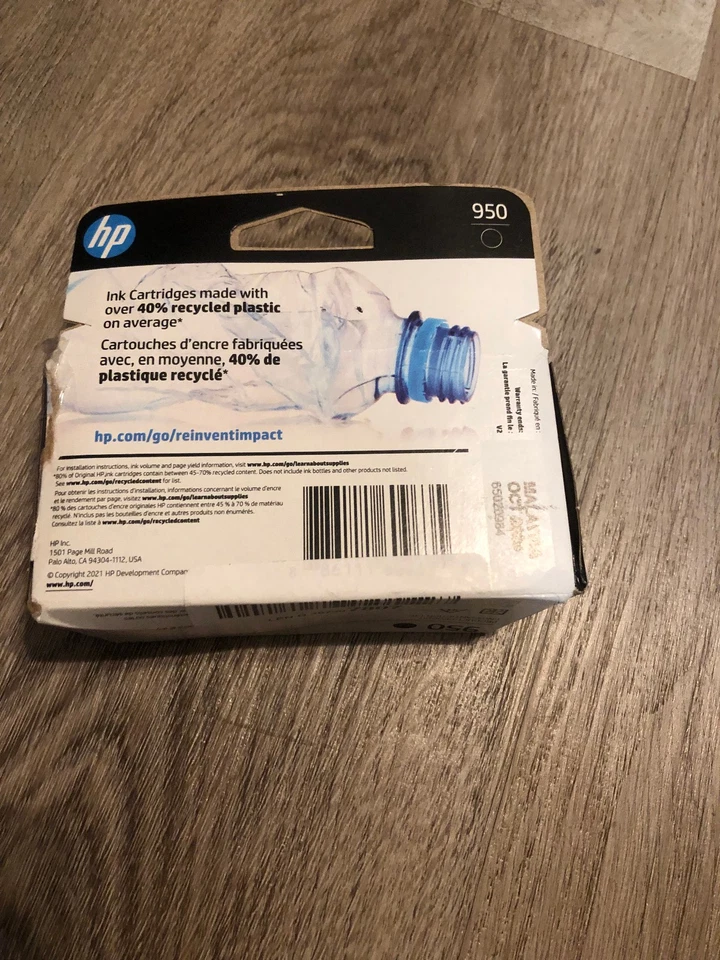 hp
950
Ink Cartridges made with
over 40% recycled plastic
on average*
Cartouches d'encre fabriquées
avec, en moyenne, 40% de
plastique recyclé*
hp.com/go/reinventimpact
For installation instructions, ink volume and page yield information, visit www.hp.com/go/learnaboutsupplies
*80% of Original HP ink cartridges contain between 45-70% recycled content. Does not include ink bottles and other products not listed.
See www.hp.com/go/recycledcontent for list.
Pour obtenir les instructions d'installation, informations concernant le volume d'encre
et le rendement par page, visitez www.hp.com/go/learnaboutsupplies
*80 % des cartouches d'encre originales HP contiennent entre 45 % à 70 % de matériau
recyclé. N'inclus pas les bouteilles d'encre et autres produits non énumérés.
Consultez la liste à www.hp.com/go/recycledcontent
HP Inc.
1501 Page Mill Road
Palo Alto, CA 94304-1112, USA
© Copyright 2021 HP Development Compan
www.hp.com/
Made in: / Fabriqué en:
Warranty ends:
La garantie prend fin le:
V2
MALAYSIA
OCT
950